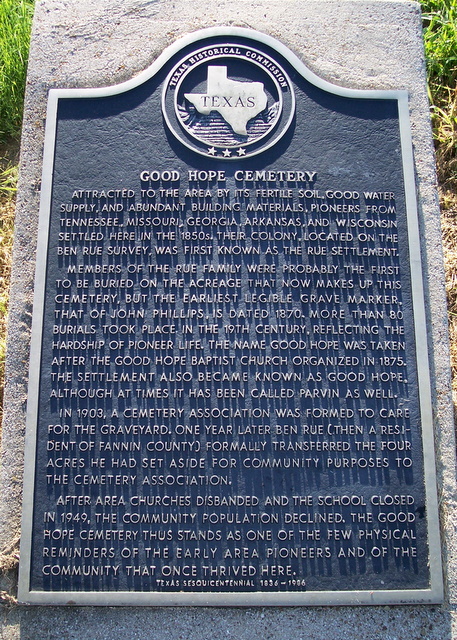 TEXAS HISTORICAL COMMISSION
TEXAS
GOOD HOPE CEMETERY
ATTRACTED TO THE AREA BY ITS FERTILE SOIL, GOOD WATER
SUPPLY, AND ABUNDANT BUILDING MATERIALS, PIONEERS FROM
TENNESSEE, MISSOURI, GEORGIA, ARKANSAS, AND WISCONSIN
SETTLED HERE IN THE 1850s. THEIR COLONY, LOCATED ON THE
BEN RUE SURVEY, WAS FIRST KNOWN AS THE RUE SETTLEMENT.
MEMBERS OF THE RUE FAMILY WERE PROBABLY THE FIRST
TO BE BURIED ON THE ACREAGE THAT NOW MAKES UP THIS
CEMETERY, BUT THE EARLIEST LEGIBLE GRAVE MARKER,
THAT OF JOHN PHILLIPS, IS DATED 1870. MORE THAN 80
BURIALS TOOK PLACE IN THE 19TH CENTURY, REFLECTING THE
HARDSHIP OF PIONEER LIFE. THE NAME GOOD HOPE WAS TAKEN
AFTER THE GOOD HOPE BAPTIST CHURCH ORGANIZED IN 1875.
THE SETTLEMENT ALSO BECAME KNOWN AS GOOD HOPE,
ALTHOUGH AT TIMES IT HAS BEEN CALLED PARVIN AS WELL.
IN 1903, A CEMETERY ASSOCIATION WAS FORMED TO CARE
FOR THE GRAVEYARD. ONE YEAR LATER BEN RUE (THEN A RESI-
DENT OF FANNIN COUNTY) FORMALLY TRANSFERRED THE FOUR
ACRES HE HAD SET ASIDE FOR COMMUNITY PURPOSES TO
THE CEMETERY ASSOCIATION.
AFTER AREA CHURCHES DISBANDED AND THE SCHOOL CLOSED
IN 1949, THE COMMUNITY POPULATION DECLINED. THE GOOD
HOPE CEMETERY THUS STANDS AS ONE OF THE FEW PHYSICAL
REMINDERS OF THE EARLY AREA PIONEERS AND OF THE
COMMUNITY THAT ONCE THRIVED HERE.
TEXAS SESQUICENTENNIAL 1836-1986